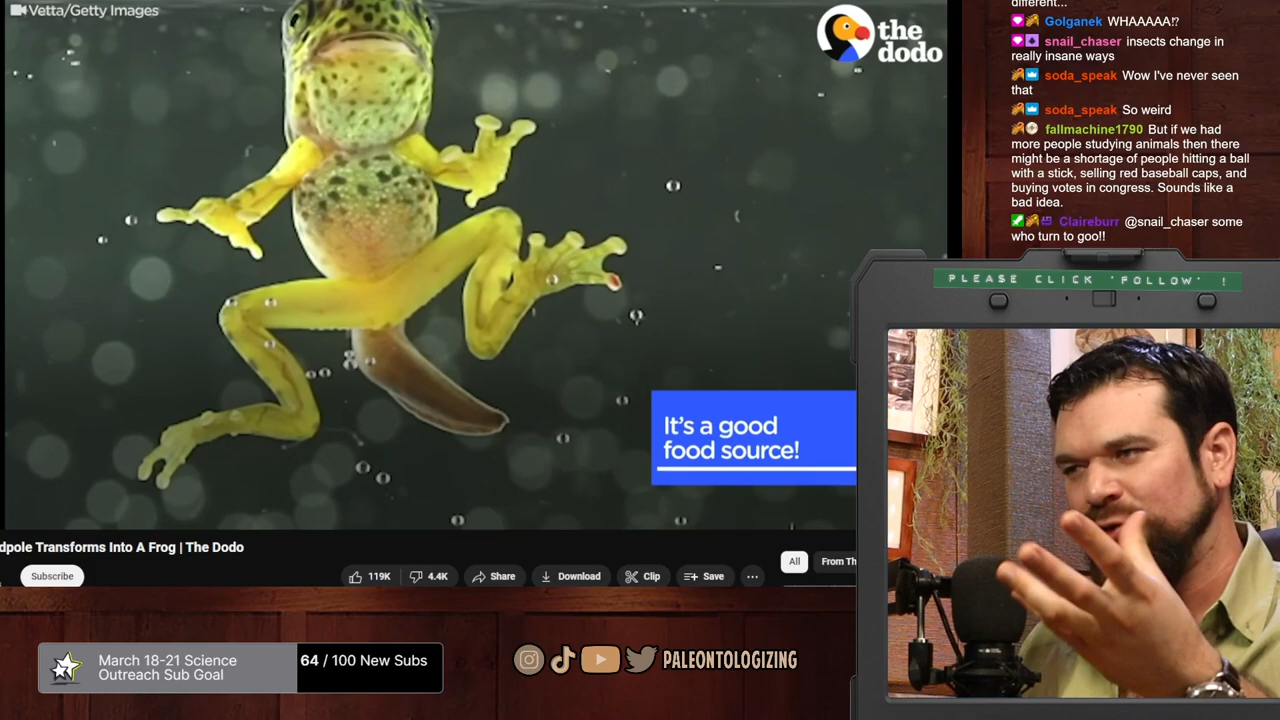 Vetta/Getty Images
the
dodo
different...
Golganek WHAAAAA⁉
snail_chaser insects change in
really insane ways
soda_speak Wow I've never seen
that
soda_speak So weird
fallmachine1790 But if we had
more people studying animals then there
might be a shortage of people hitting a ball
with a stick, selling red baseball caps, and
buying votes in congress. Sounds like a
bad idea.
Claireburr @snail_chaser some
who turn to goo!!
PLEASE CLICK "FOLLOW" !
It's a good
food source!
dpole Transforms Into A Frog | The Dodo
Subscribe
119K
4.4K
Share
Download
Clip
Save
...
All
From Th
March 18-21 Science
Outreach Sub Goal
64 / 100 New Subs
PALEONTOLOGIZING